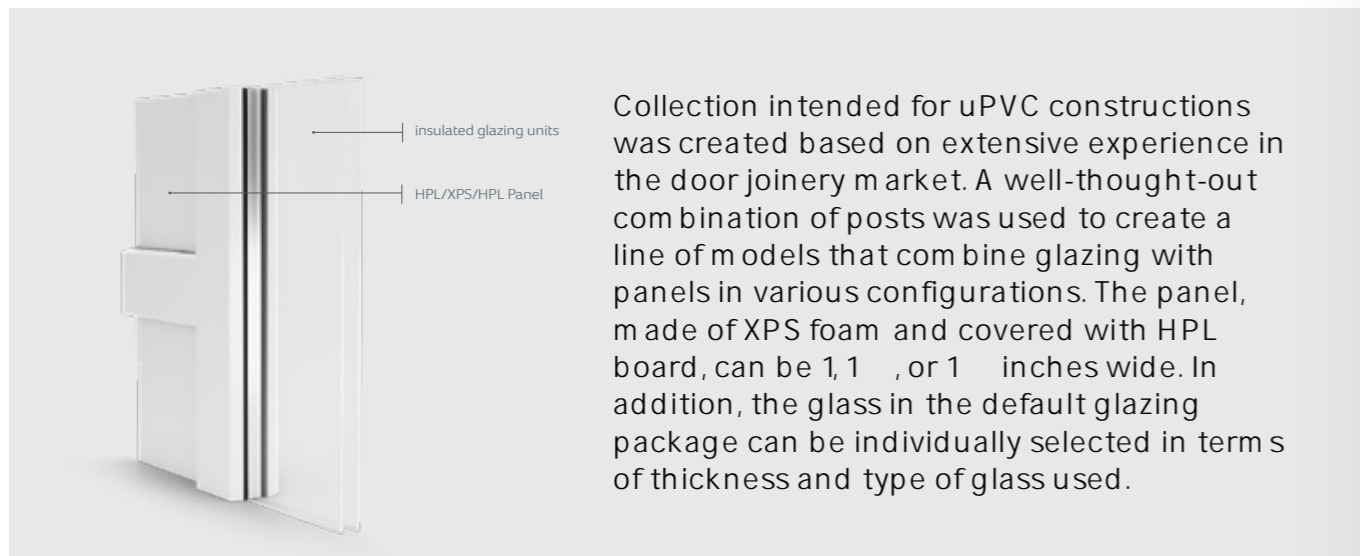 insulated glazing units
HPL/XPS/HPL Panel
Collection intended for uPVC constructions
was created based on extensive experience in
the door joinery market. A well-thought-out
combination of posts was used to create a
line of models that combine glazing with
panels in various configurations. The panel,
made of XPS foam and covered with HPL
board, can be 1, 1 , or 1 inches wide. In
addition, the glass in the default glazing
package can be individually selected in terms
of thickness and type of glass used.